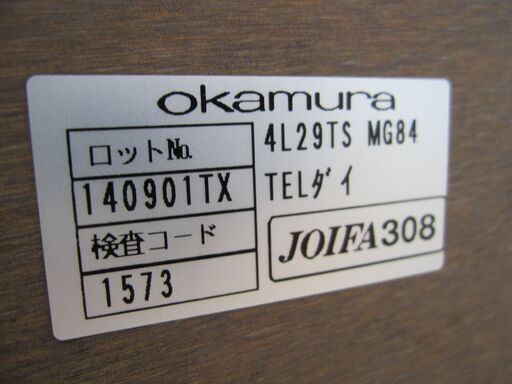 okamura
ロットNo.
140901TX
検査コード
1573
4L29TS MG84
TELダイ
JOIFA308